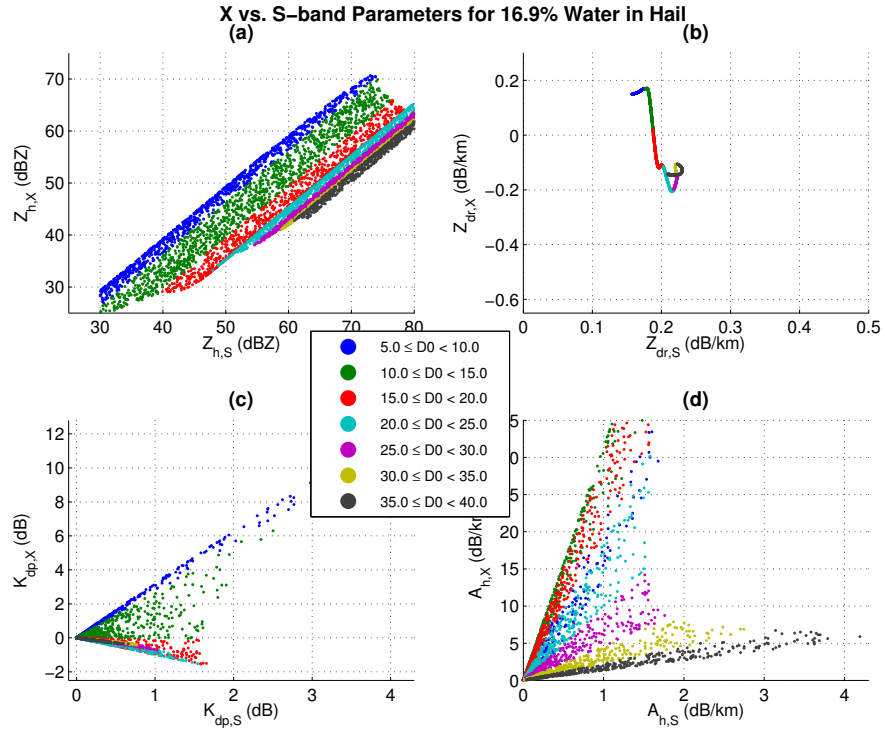 X vs. S−band Parameters for 16.9% Water in Hail
(a)
70
60
50
40
30
Z_h,X (dBZ)
30 40 50 60 70 80
Z_h,S (dBZ)
(b)
0.2
0
−0.2
−0.4
−0.6
Z_dr,X (dB/km)
0 0.1 0.2 0.3 0.4 0.5
Z_dr,S (dB/km)
5.0 ≤ D0 < 10.0
10.0 ≤ D0 < 15.0
15.0 ≤ D0 < 20.0
20.0 ≤ D0 < 25.0
25.0 ≤ D0 < 30.0
30.0 ≤ D0 < 35.0
35.0 ≤ D0 < 40.0
(c)
12
10
8
6
4
2
0
−2
K_dp,X (dB)
0 1 2 3 4
K_dp,S (dB)
(d)
5
0
5
0
15
10
5
0
A_h,X (dB/km)
0 1 2 3 4
A_h,S (dB/km)